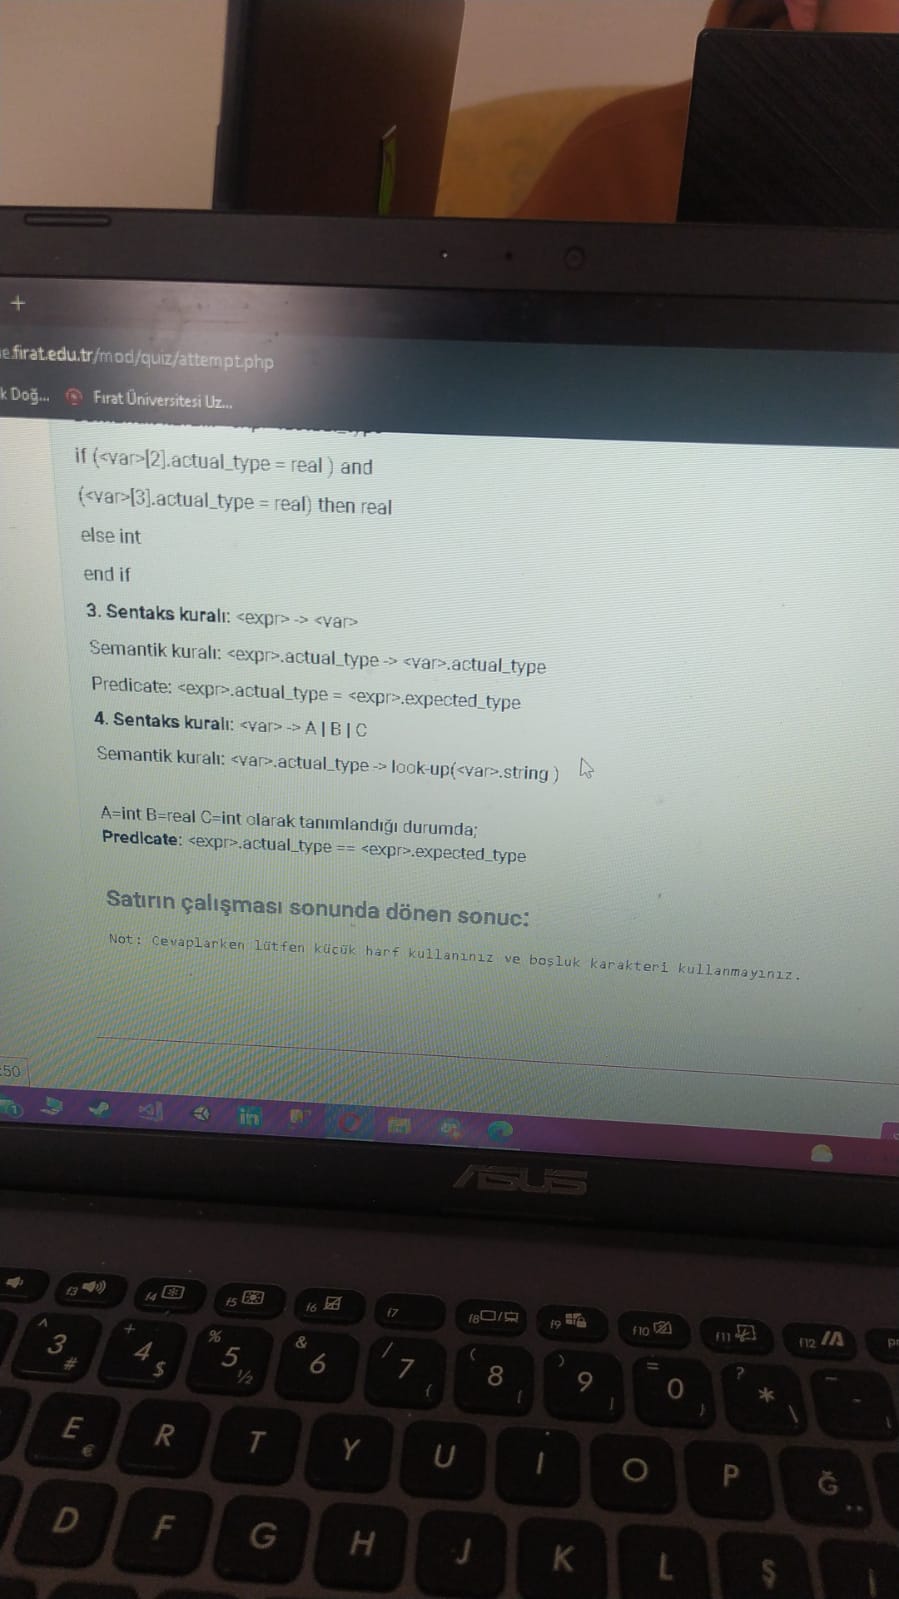 +
e.firat.edu.tr/mod/quiz/attempt.php
k Doğ... Fırat Üniversitesi Uz...
if (<var>[2].actual_type = real ) and
(<var>[3].actual_type = real) then real
else int
end if
3. Sentaks kuralı: <expr> -> <var>
Semantik kuralı: <expr>.actual_type -> <var>.actual_type
Predicate: <expr>.actual_type = <expr>.expected_type
4. Sentaks kuralı: <var> -> A | B | C
Semantik kuralı: <var>.actual_type -> look-up(<var>.string )
A=int B=real C=int olarak tanımlandığı durumda;
Predicate: <expr>.actual_type == <expr>.expected_type
Satırın çalışması sonunda dönen sonuc:
Not: Cevaplarken lütfen küçük harf kullanınız ve boşluk karakteri kullanmayınız.
:50
1 in
ASUS
f3 f4 f5 f6 f7 f8 f9 f10 f11 f12
^ 3 # + 4 $ % 5 ½ & 6 / 7 { ( 8 [ ) 9 ] = 0 } ? * \ _ -
E € R T Y U I O P Ğ ¨
D F G H J K L Ş